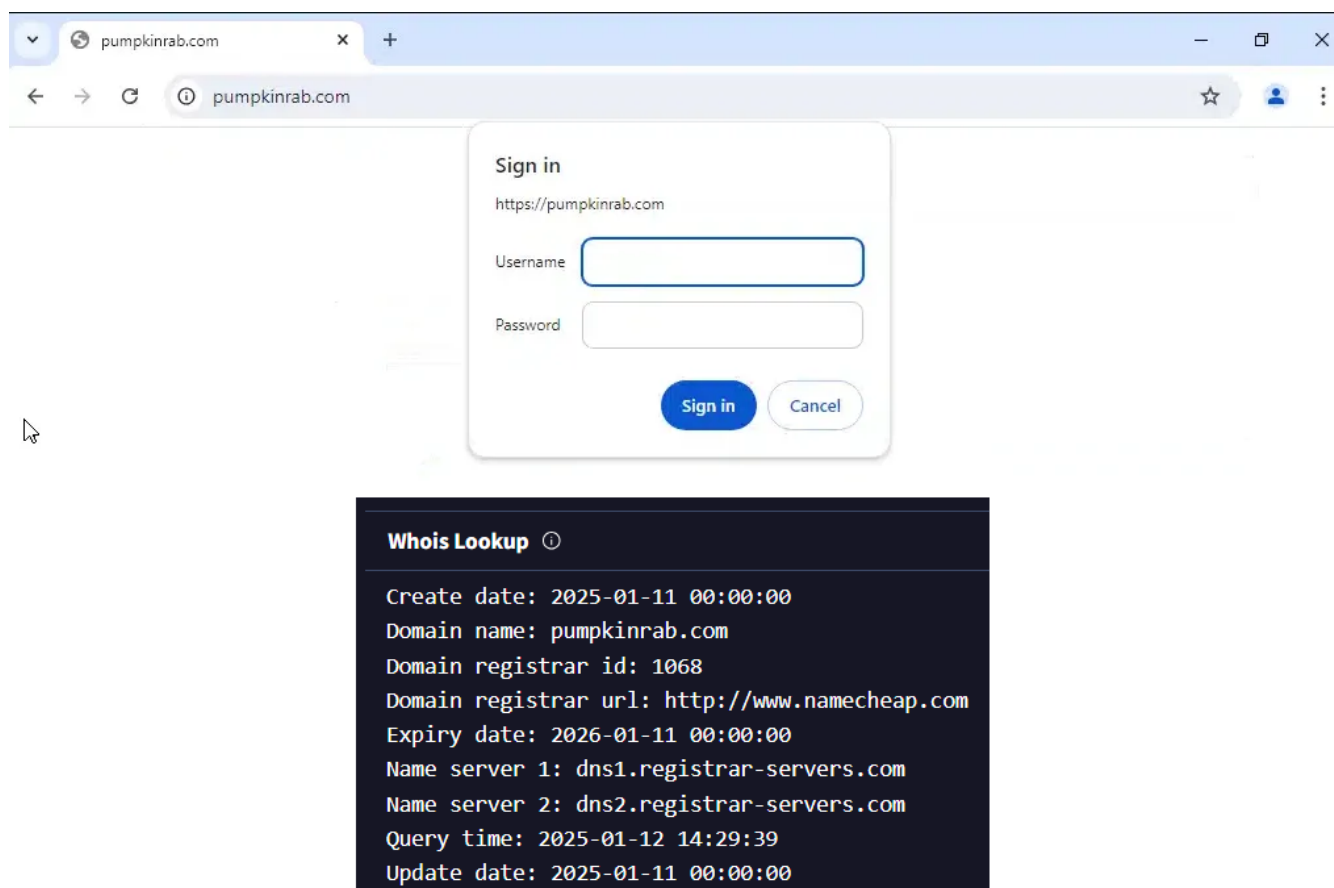 pumpkinrab.com
pumpkinrab.com
Sign in
https://pumpkinrab.com
Username
Password
Sign in Cancel
Whois Lookup
Create date: 2025-01-11 00:00:00
Domain name: pumpkinrab.com
Domain registrar id: 1068
Domain registrar url: http://www.namecheap.com
Expiry date: 2026-01-11 00:00:00
Name server 1: dns1.registrar-servers.com
Name server 2: dns2.registrar-servers.com
Query time: 2025-01-12 14:29:39
Update date: 2025-01-11 00:00:00